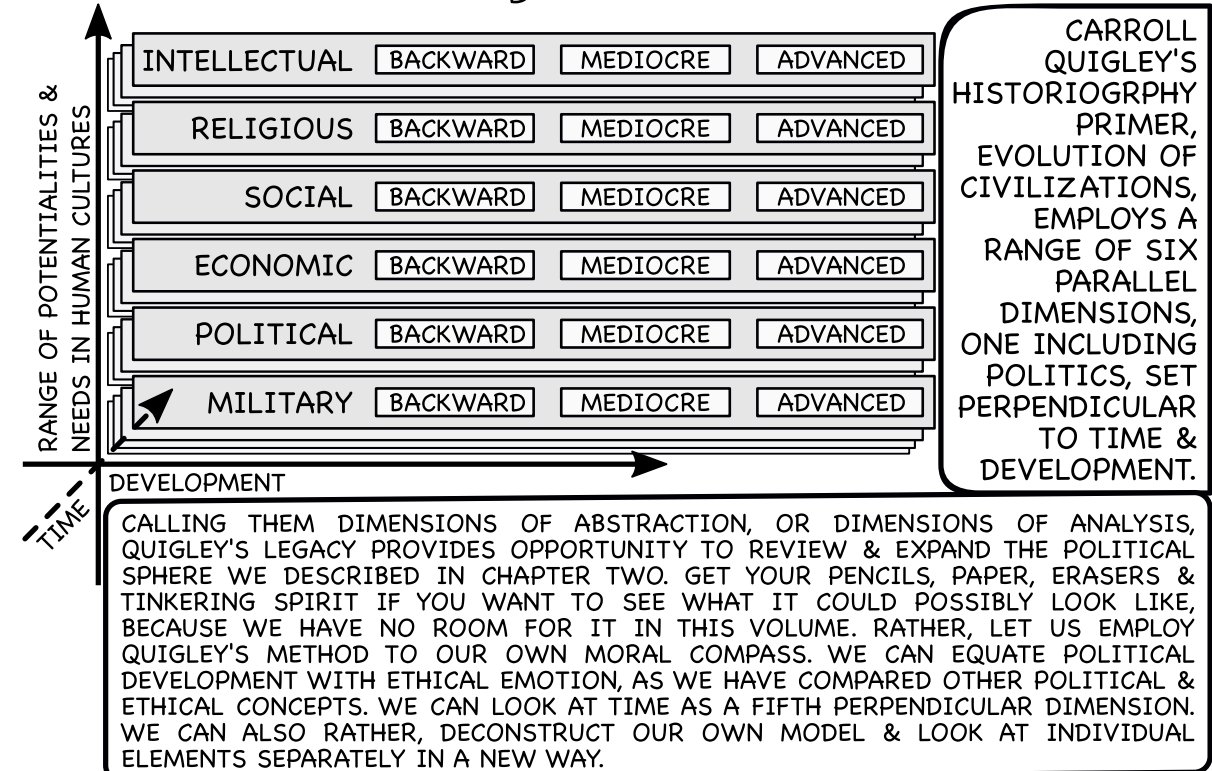 RANGE OF POTENTIALITIES &
NEEDS IN HUMAN CULTURES
INTELLECTUAL BACKWARD MEDIOCRE ADVANCED
RELIGIOUS BACKWARD MEDIOCRE ADVANCED
SOCIAL BACKWARD MEDIOCRE ADVANCED
ECONOMIC BACKWARD MEDIOCRE ADVANCED
POLITICAL BACKWARD MEDIOCRE ADVANCED
MILITARY BACKWARD MEDIOCRE ADVANCED
DEVELOPMENT
TIME
CARROLL
QUIGLEY'S
HISTORIOGRPHY
PRIMER,
EVOLUTION OF
CIVILIZATIONS,
EMPLOYS A
RANGE OF SIX
PARALLEL
DIMENSIONS,
ONE INCLUDING
POLITICS, SET
PERPENDICULAR
TO TIME &
DEVELOPMENT.
CALLING THEM DIMENSIONS OF ABSTRACTION, OR DIMENSIONS OF ANALYSIS,
QUIGLEY'S LEGACY PROVIDES OPPORTUNITY TO REVIEW & EXPAND THE POLITICAL
SPHERE WE DESCRIBED IN CHAPTER TWO. GET YOUR PENCILS, PAPER, ERASERS &
TINKERING SPIRIT IF YOU WANT TO SEE WHAT IT COULD POSSIBLY LOOK LIKE,
BECAUSE WE HAVE NO ROOM FOR IT IN THIS VOLUME. RATHER, LET US EMPLOY
QUIGLEY'S METHOD TO OUR OWN MORAL COMPASS. WE CAN EQUATE POLITICAL
DEVELOPMENT WITH ETHICAL EMOTION, AS WE HAVE COMPARED OTHER POLITICAL &
ETHICAL CONCEPTS. WE CAN LOOK AT TIME AS A FIFTH PERPENDICULAR DIMENSION.
WE CAN ALSO RATHER, DECONSTRUCT OUR OWN MODEL & LOOK AT INDIVIDUAL
ELEMENTS SEPARATELY IN A NEW WAY.